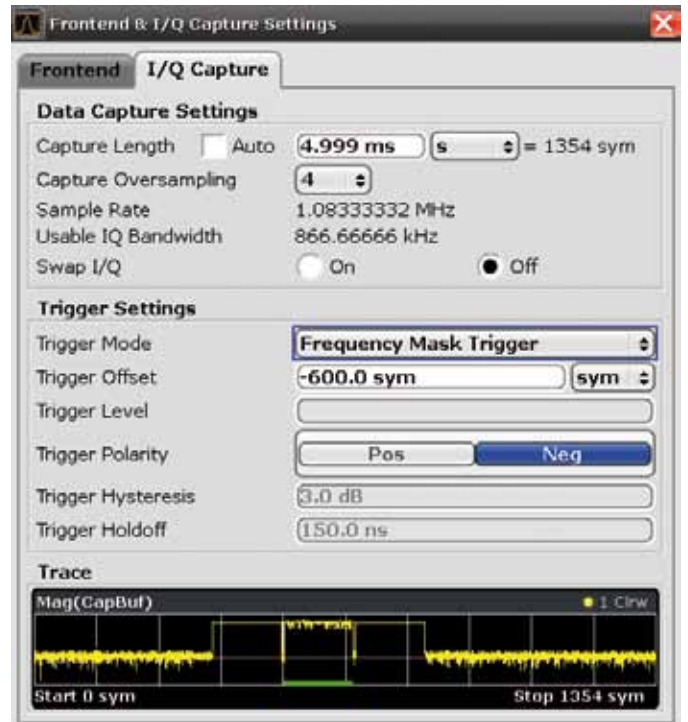 Frontend & I/Q Capture Settings
Frontend I/Q Capture
Data Capture Settings
Capture Length Auto 4.999 ms s = 1354 sym
Capture Oversampling 4
Sample Rate 1.08333332 MHz
Usable IQ Bandwidth 866.66666 kHz
Swap I/Q On Off
Trigger Settings
Trigger Mode Frequency Mask Trigger
Trigger Offset -600.0 sym sym
Trigger Level
Trigger Polarity Pos Neg
Trigger Hysteresis 3.0 dB
Trigger Holdoff 150.0 ns
Trace
Mag(CapBuf) 1 Clrw
Start 0 sym Stop 1354 sym